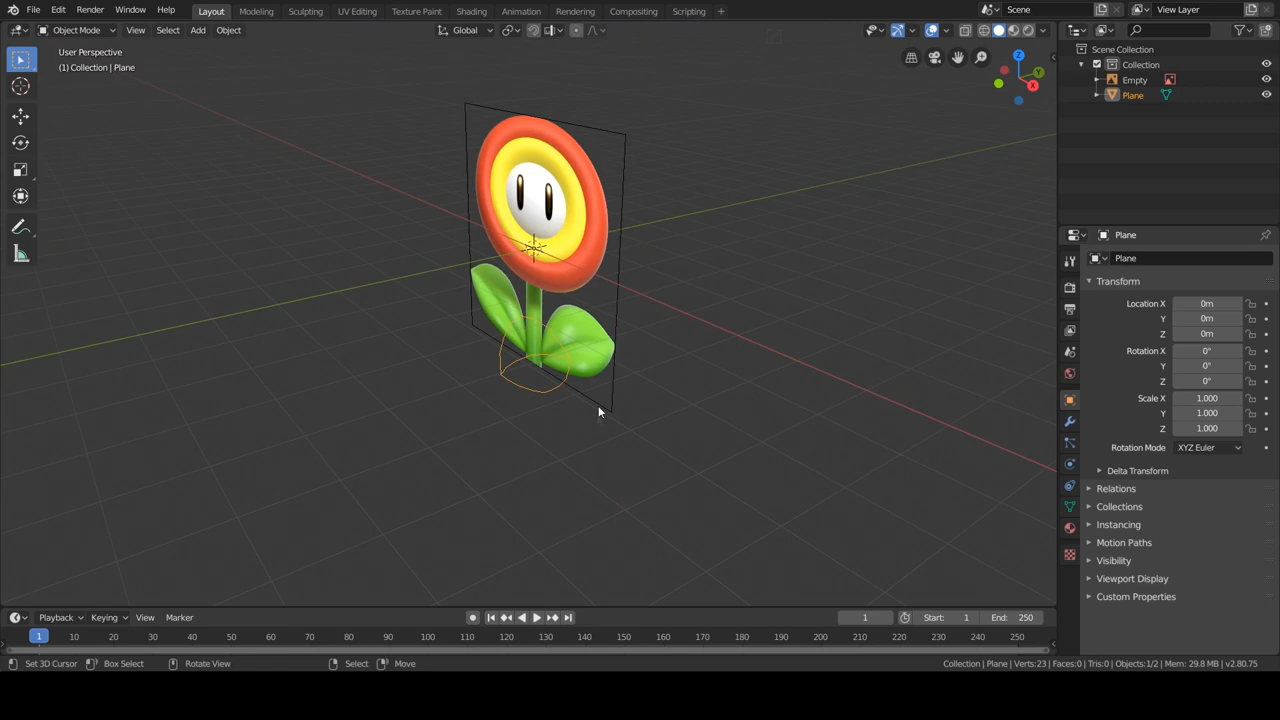 File Edit Render Window Help Layout Modeling Sculpting UV Editing Texture Paint Shading Animation Rendering Compositing Scripting + Scene View Layer
Object Mode View Select Add Object Global
User Perspective
(1) Collection | Plane
Z
Y
X
Scene Collection
Collection
Empty
Plane
Plane
Plane
Transform
Location X 0m
Y 0m
Z 0m
Rotation X 0°
Y 0°
Z 0°
Scale X 1.000
Y 1.000
Z 1.000
Rotation Mode XYZ Euler
Delta Transform
Relations
Collections
Instancing
Motion Paths
Visibility
Viewport Display
Custom Properties
Playback Keying View Marker 1 Start: 1 End: 250
1 10 20 30 40 50 60 70 80 90 100 110 120 130 140 150 160 170 180 190 200 210 220 230 240 250
Set 3D Cursor Box Select Rotate View Select Move Collection | Plane | Verts:23 | Faces:0 | Tris:0 | Objects:1/2 | Mem: 29.8 MB | v2.80.75